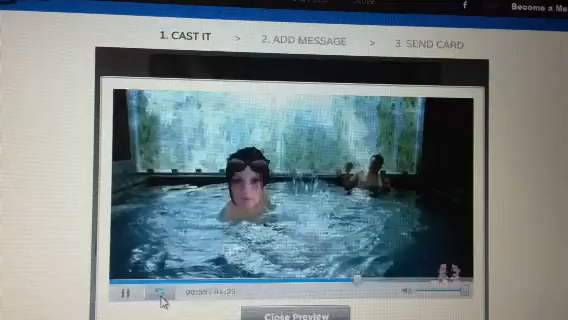 Become a Me
1. CAST IT > 2. ADD MESSAGE > 3. SEND CARD
Close Preview